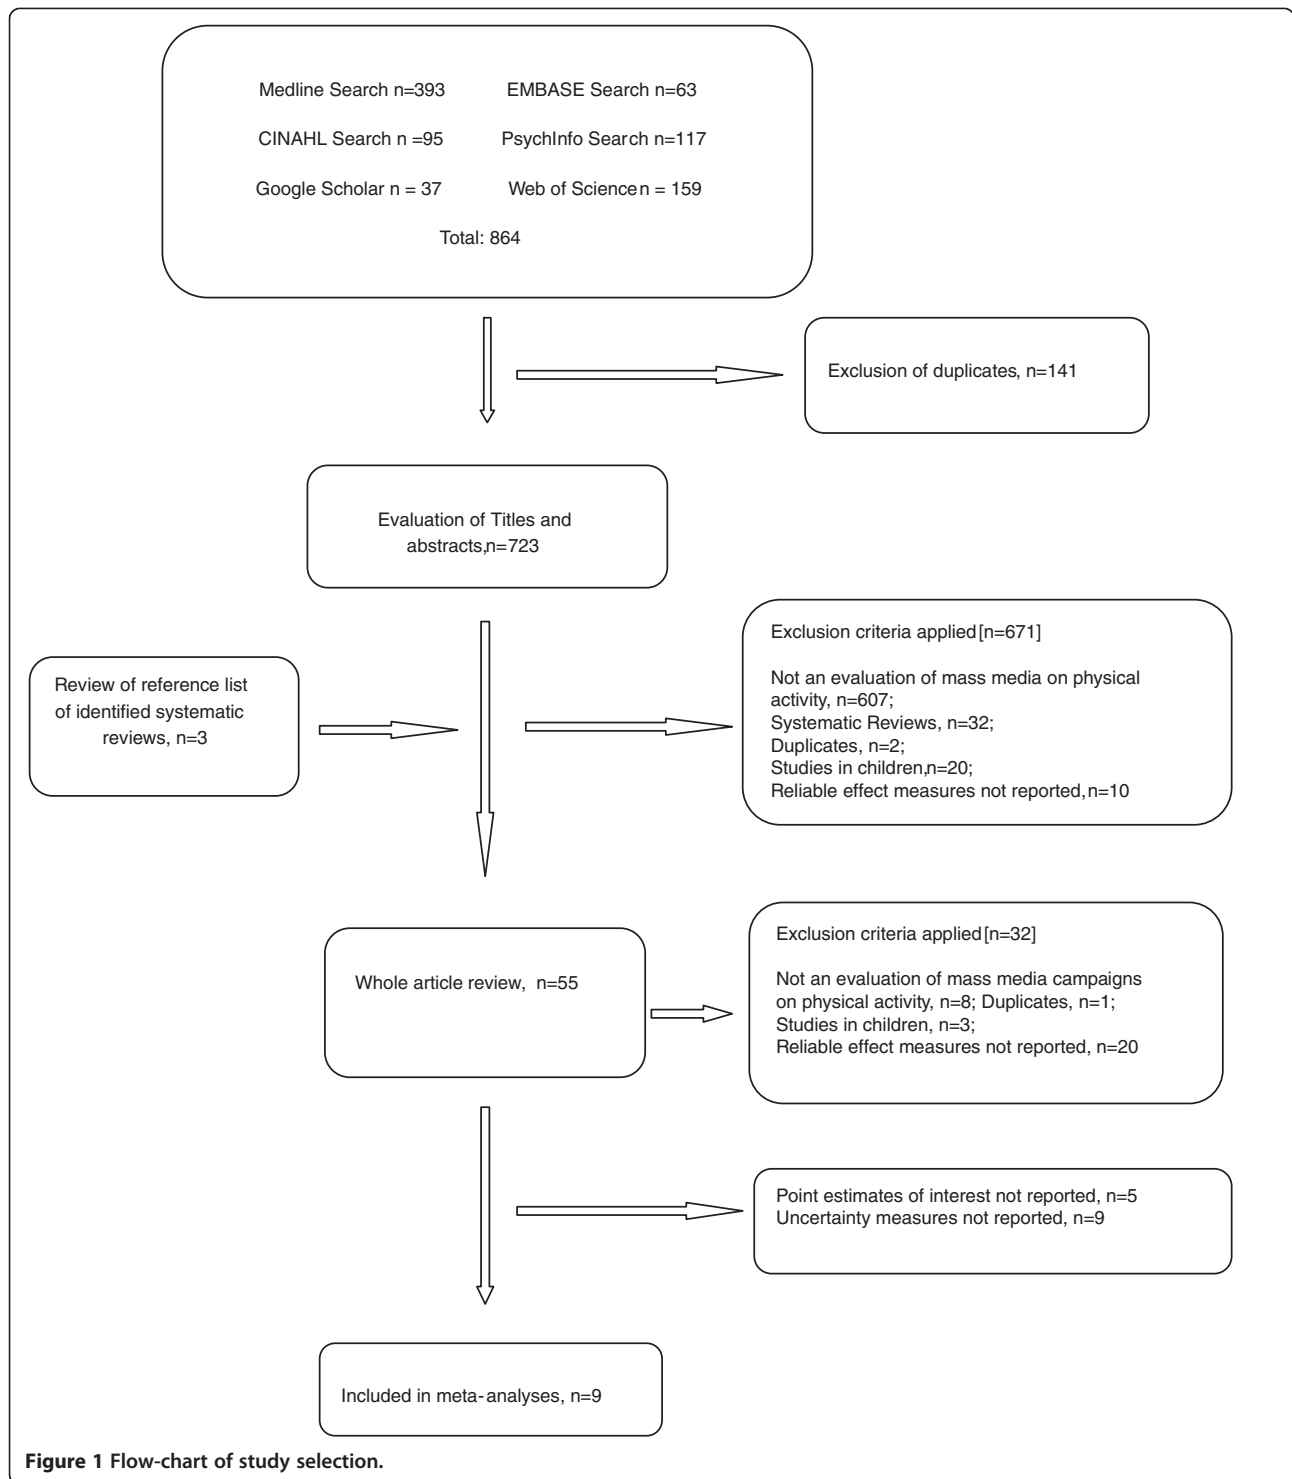 Medline Search n=393 EMBASE Search n=63
CINAHL Search n =95 PsychInfo Search n=117
Google Scholar n = 37 Web of Science n = 159
Total: 864
Exclusion of duplicates, n=141
Evaluation of Titles and
abstracts,n=723
Exclusion criteria applied [n=671]
Not an evaluation of mass media on physical
activity, n=607;
Systematic Reviews, n=32;
Duplicates, n=2;
Studies in children,n=20;
Reliable effect measures not reported, n=10
Review of reference list
of identified systematic
reviews, n=3
Whole article review, n=55
Exclusion criteria applied [n=32]
Not an evaluation of mass media campaigns
on physical activity, n=8; Duplicates, n=1;
Studies in children, n=3;
Reliable effect measures not reported, n=20
Point estimates of interest not reported, n=5
Uncertainty measures not reported, n=9
Included in meta-analyses, n=9
Figure 1 Flow-chart of study selection.